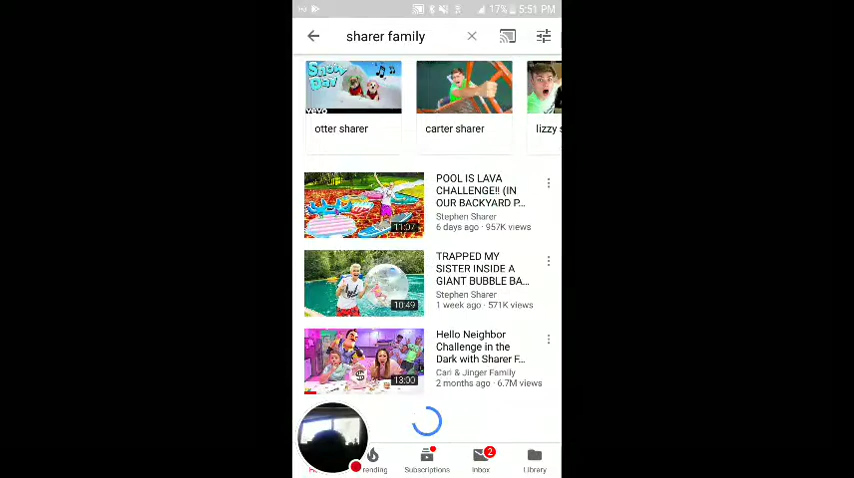 17% 5:51 PM
sharer family
Snowy
Day
vevo
otter sharer
carter sharer
lizzy
POOL IS LAVA
CHALLENGE!! (IN
OUR BACKYARD P...
Stephen Sharer
6 days ago · 957K views
11:07
TRAPPED MY
SISTER INSIDE A
GIANT BUBBLE BA...
Stephen Sharer
1 week ago · 571K views
10:49
Hello Neighbor
Challenge in the
Dark with Sharer F...
Cari & Jinger Family
2 months ago · 6.7M views
13:00
rending
Subscriptions
2
Inbox
Library